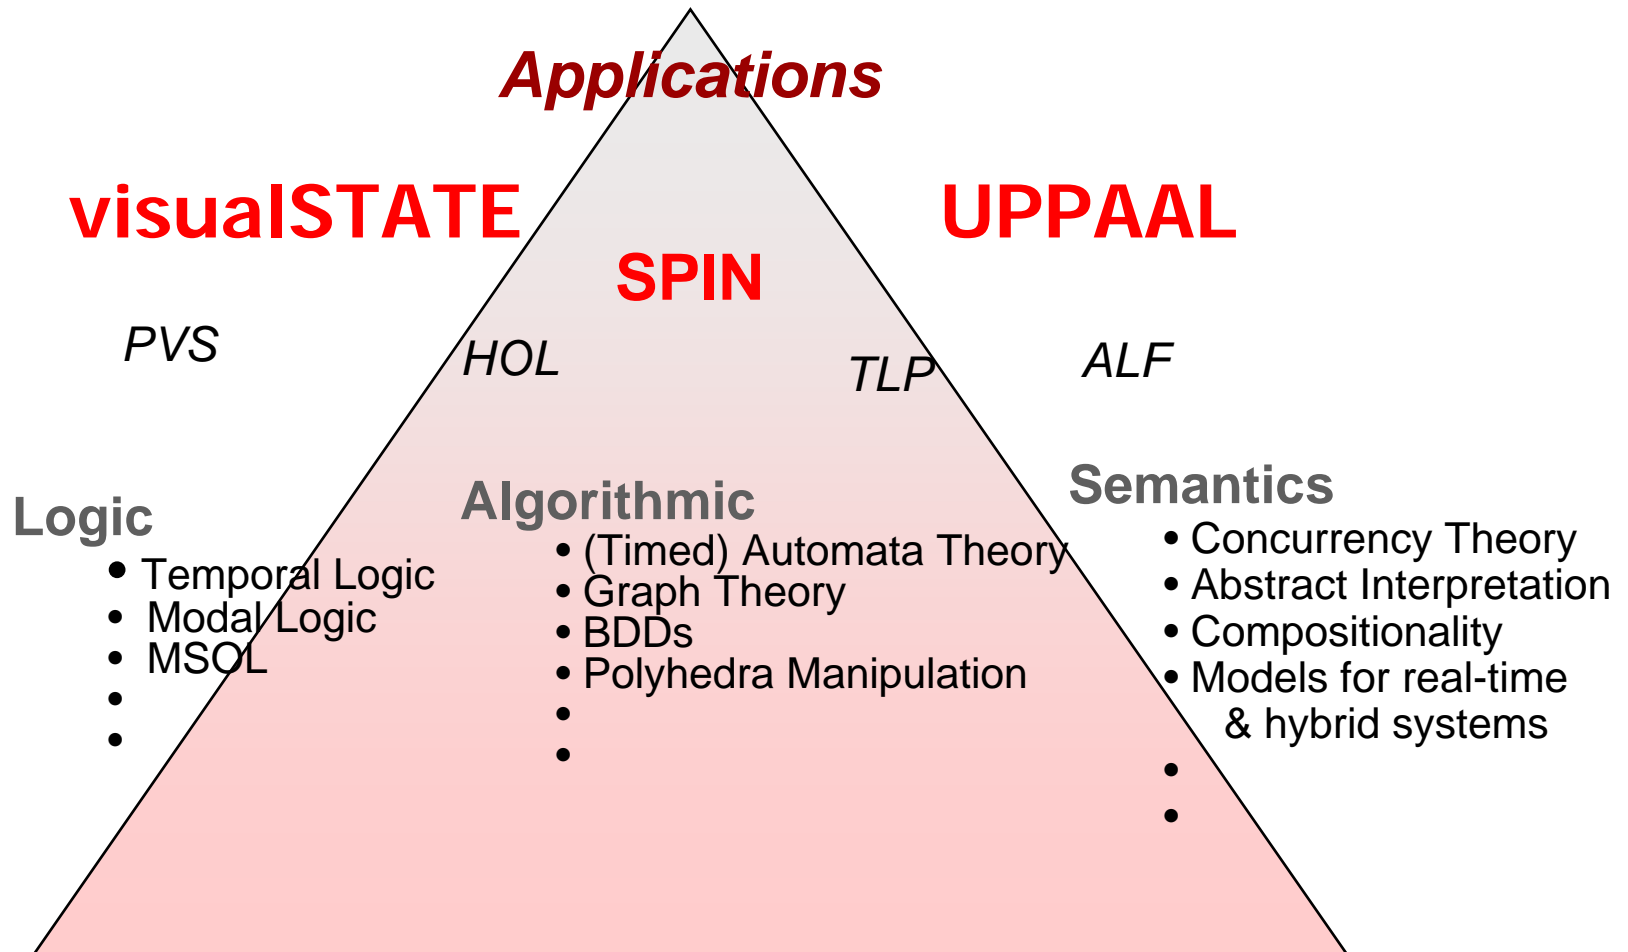 Applications
visualSTATE
UPPAAL
SPIN
PVS
HOL
TLP
ALF
Logic
• Temporal Logic
• Modal Logic
• MSOL
•
•
Algorithmic
• (Timed) Automata Theory
• Graph Theory
• BDDs
• Polyhedra Manipulation
•
•
Semantics
• Concurrency Theory
• Abstract Interpretation
• Compositionality
• Models for real-time
& hybrid systems
•
•